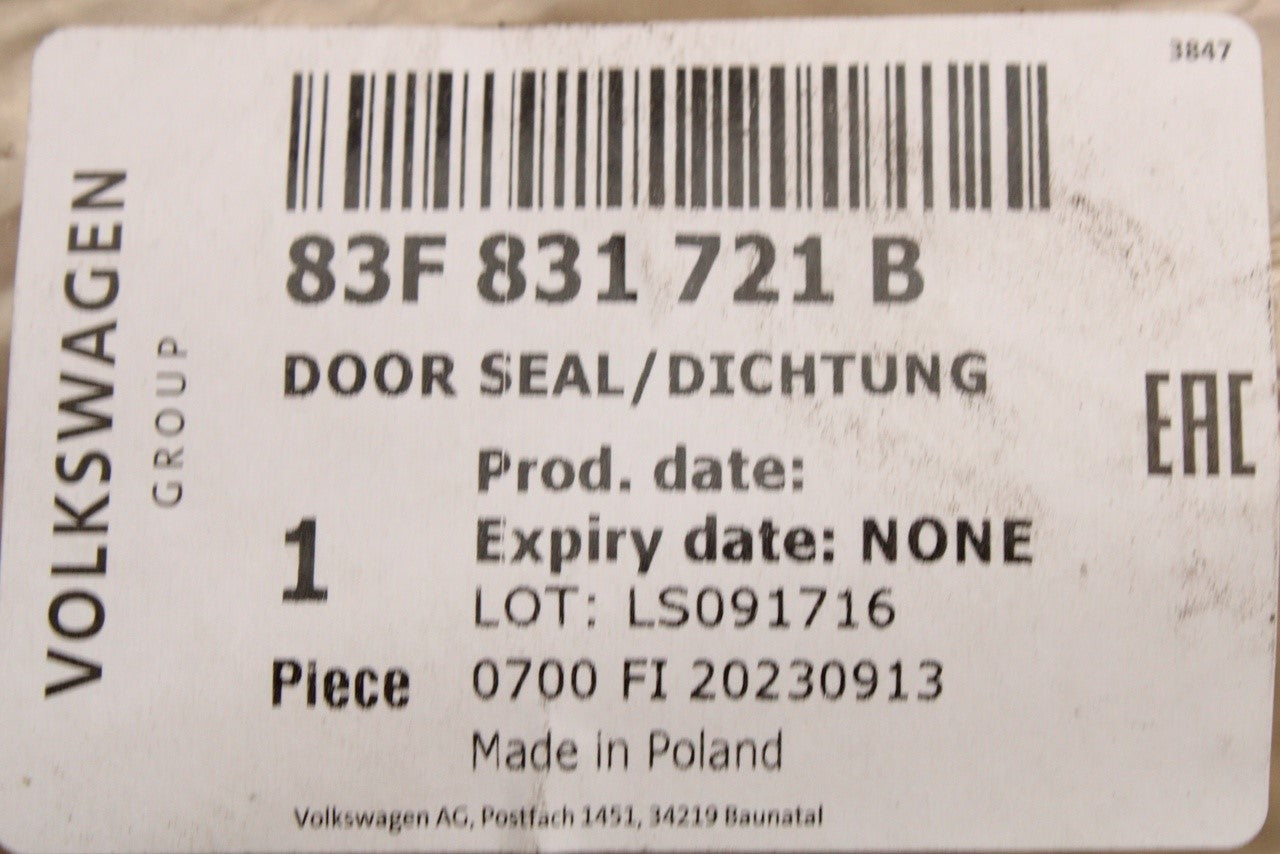 3847
VOLKSWAGEN
GROUP
83F 831 721 B
DOOR SEAL/DICHTUNG
EAC
Prod. date:
1
Expiry date: NONE
LOT: LS091716
Piece
0700 FI 20230913
Made in Poland
Volkswagen AG, Postfach 1451, 34219 Baunatal